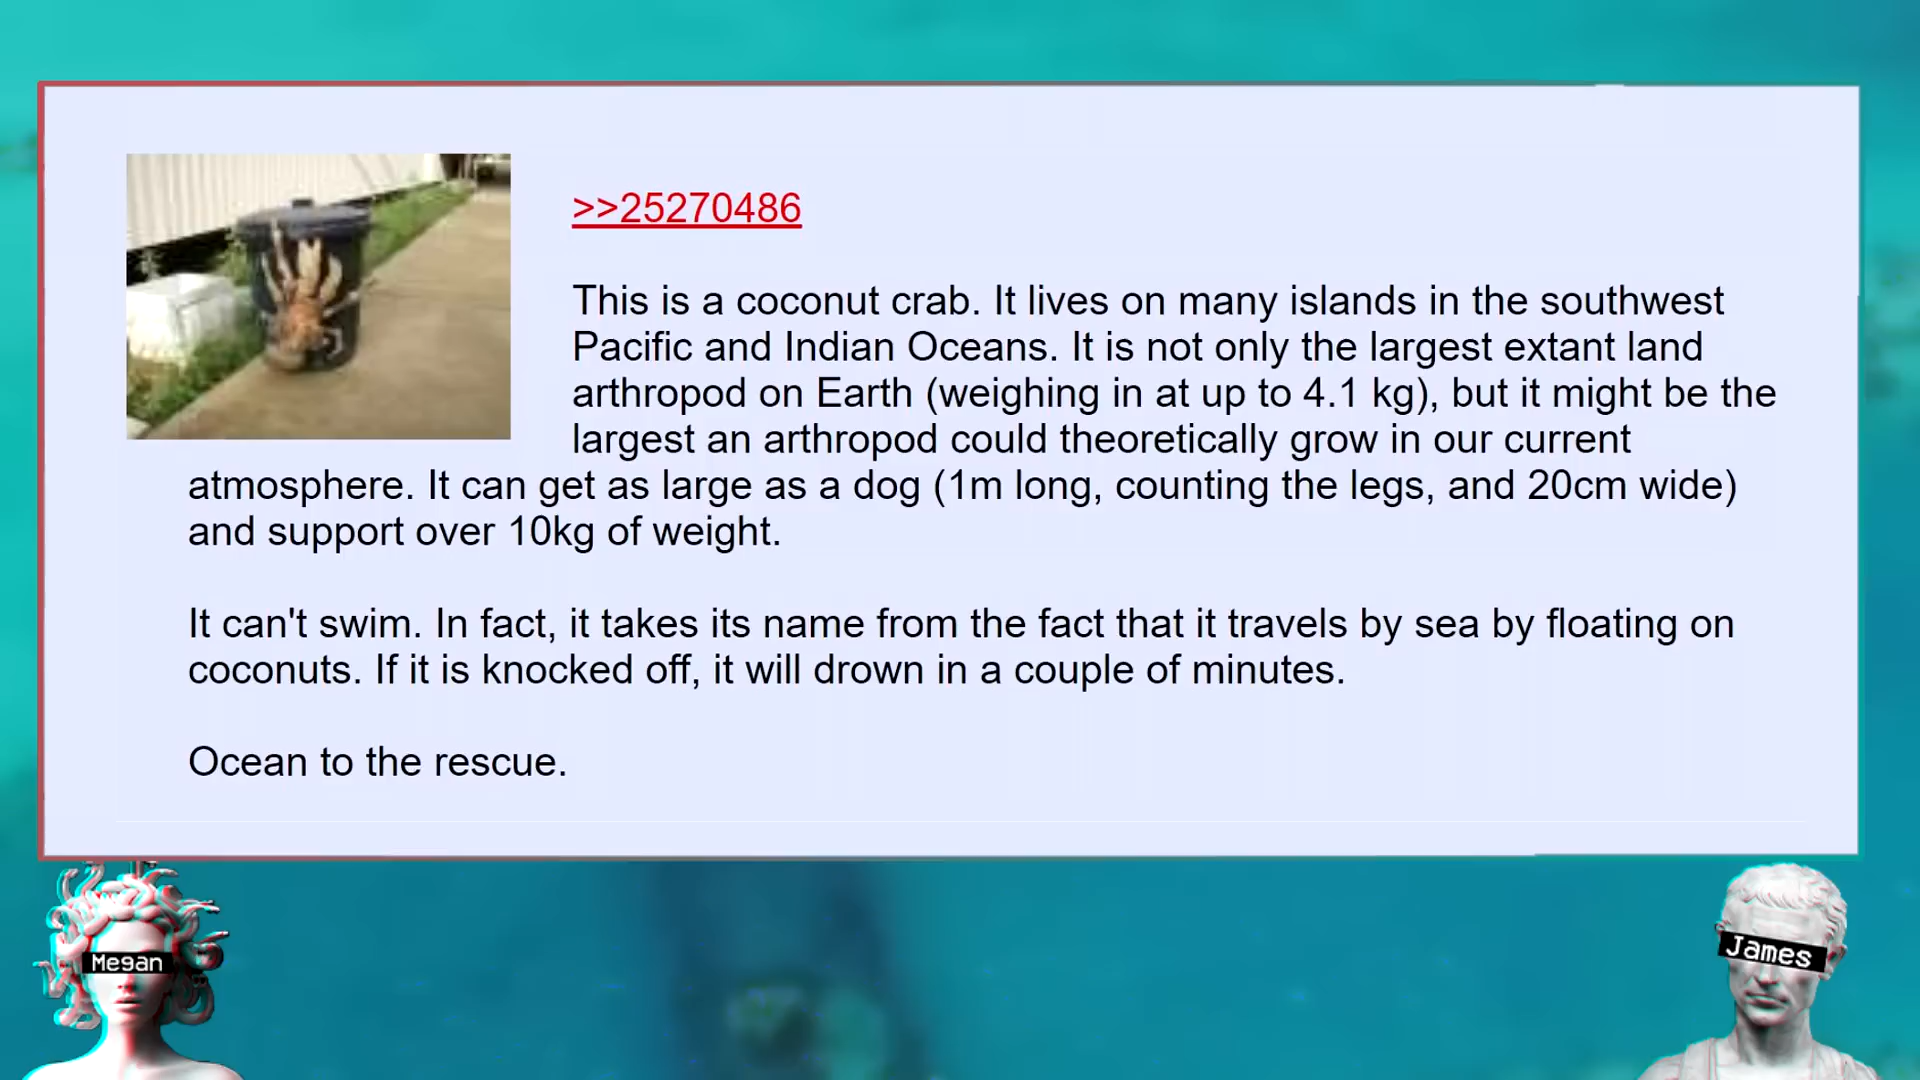 >>25270486
This is a coconut crab. It lives on many islands in the southwest
Pacific and Indian Oceans. It is not only the largest extant land
arthropod on Earth (weighing in at up to 4.1 kg), but it might be the
largest an arthropod could theoretically grow in our current
atmosphere. It can get as large as a dog (1m long, counting the legs, and 20cm wide)
and support over 10kg of weight.
It can't swim. In fact, it takes its name from the fact that it travels by sea by floating on
coconuts. If it is knocked off, it will drown in a couple of minutes.
Ocean to the rescue.
Megan
James